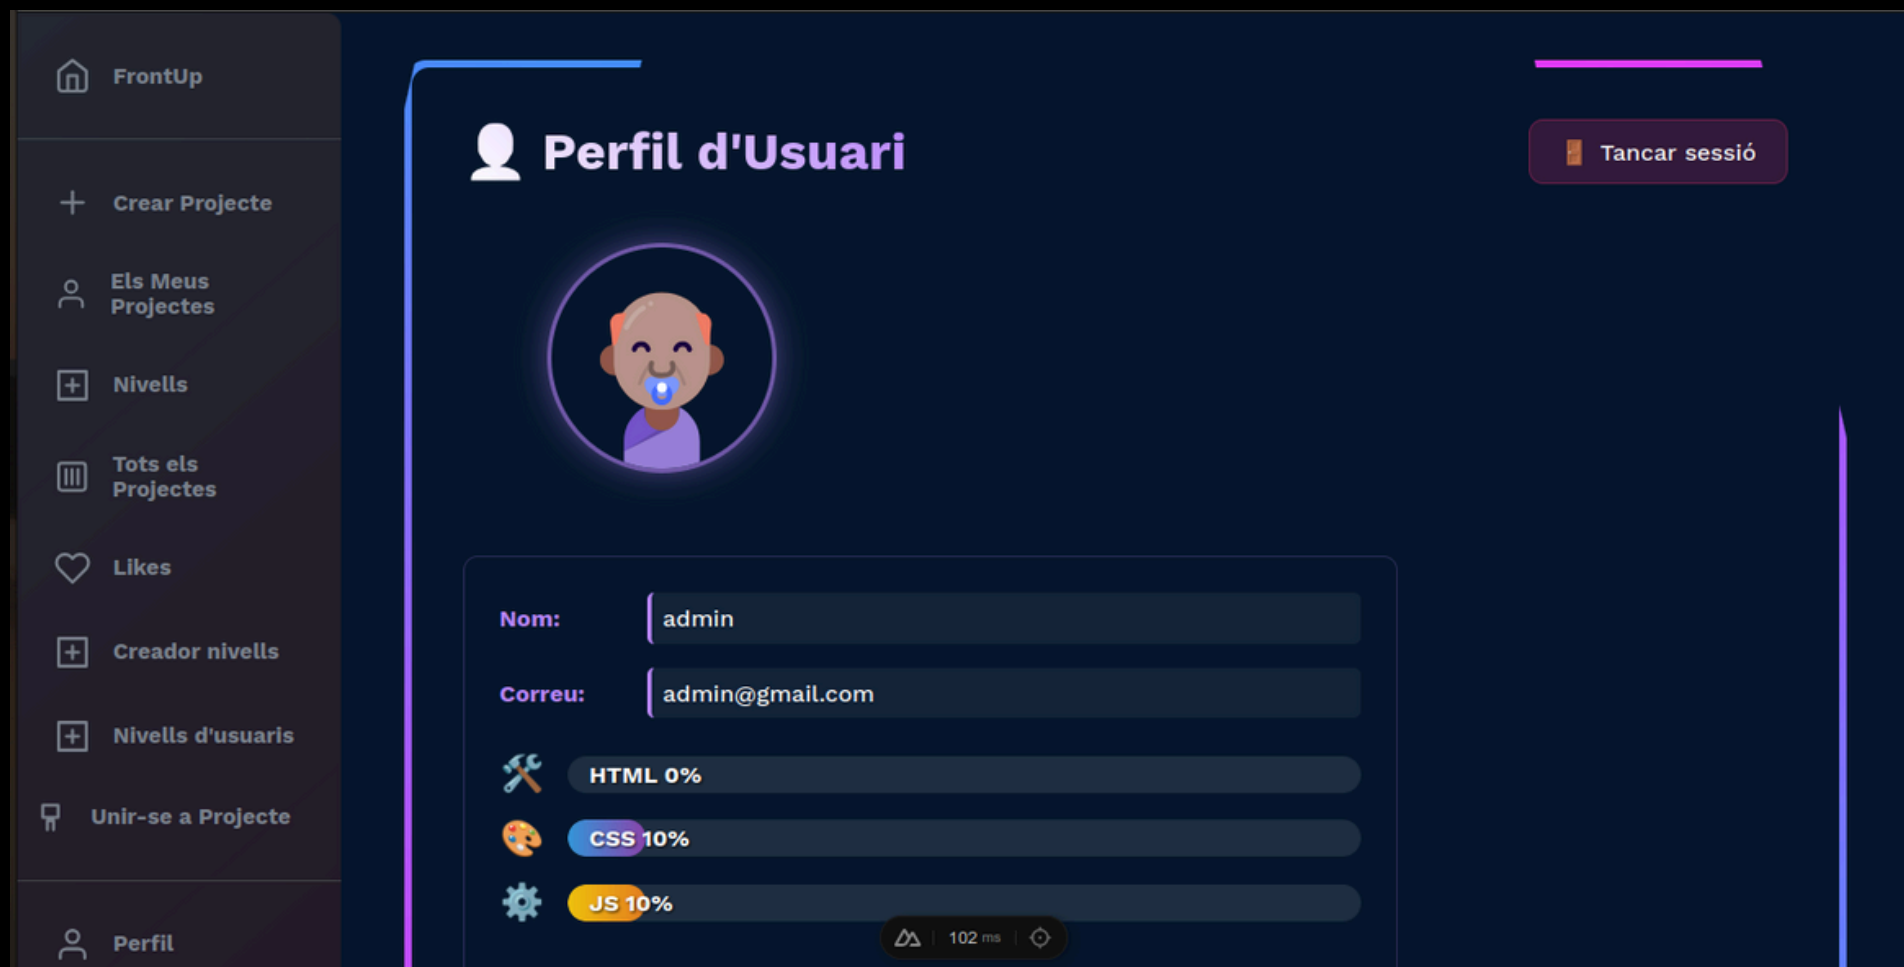 FrontUp
Crear Projecte
Els Meus
Projectes
Nivells
Tots els
Projectes
Likes
Creador nivells
Nivells d'usuaris
Unir-se a Projecte
Perfil
Perfil d'Usuari
Tancar sessió
Nom: admin
Correu: admin@gmail.com
HTML 0%
CSS 10%
JS 10%
102 ms